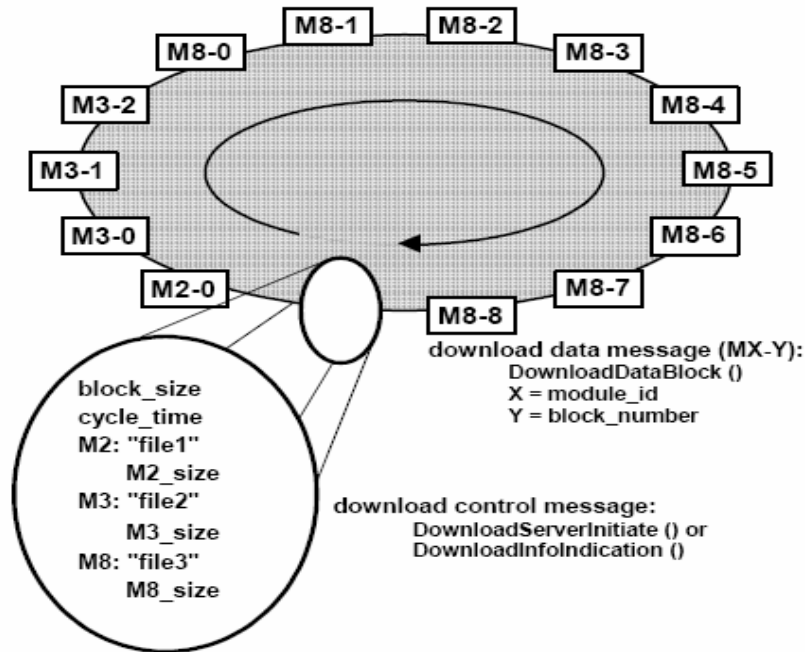 M8-1
M8-2
M8-0
M8-3
M3-2
M8-4
M3-1
M8-5
M3-0
M8-6
M2-0
M8-7
M8-8
download data message (MX-Y):
DownloadDataBlock ()
X = module_id
Y = block_number
block_size
cycle_time
M2: "file1"
M2_size
M3: "file2"
M3_size
M8: "file3"
M8_size
download control message:
DownloadServerInitiate () or
DownloadInfoIndication ()